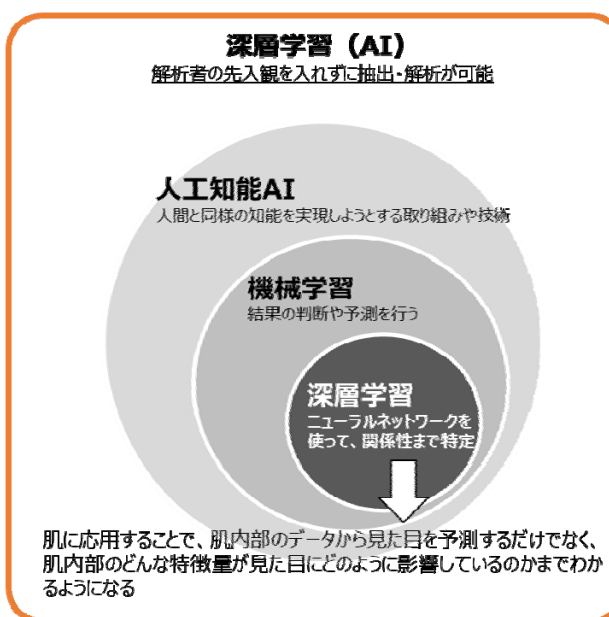 深層学習（AI）
解析者の先入観を入れずに抽出・解析が可能
人工知能AI
人間と同様の知能を実現しようとする取り組みや技術
機械学習
結果の判断や予測を行う
深層学習
ニューラルネットワークを
使って、関係性まで特定
肌に応用することで、肌内部のデータから見た目を予測するだけでなく、
肌内部のどんな特徴量が見た目にどのように影響しているのかまでわか
るようになる